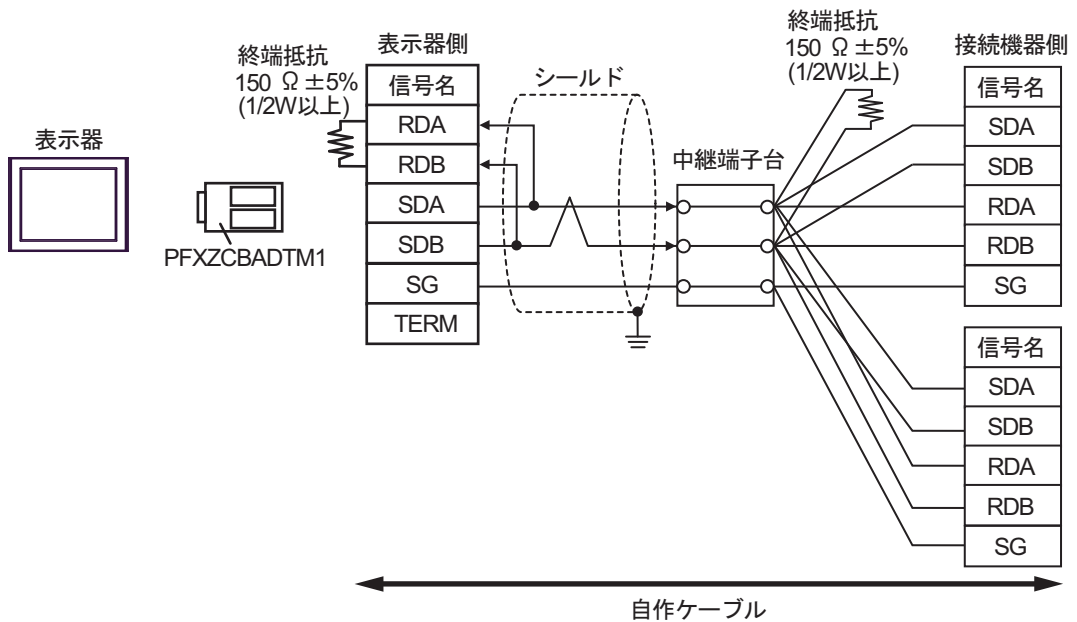 表示器
PFXZCBADTM1
終端抵抗
150 Ω ±5%
(1/2W以上)
表示器側
信号名
RDA
RDB
SDA
SDB
SG
TERM
シールド
中継端子台
終端抵抗
150 Ω ±5%
(1/2W以上)
接続機器側
信号名
SDA
SDB
RDA
RDB
SG
信号名
SDA
SDB
RDA
RDB
SG
自作ケーブル